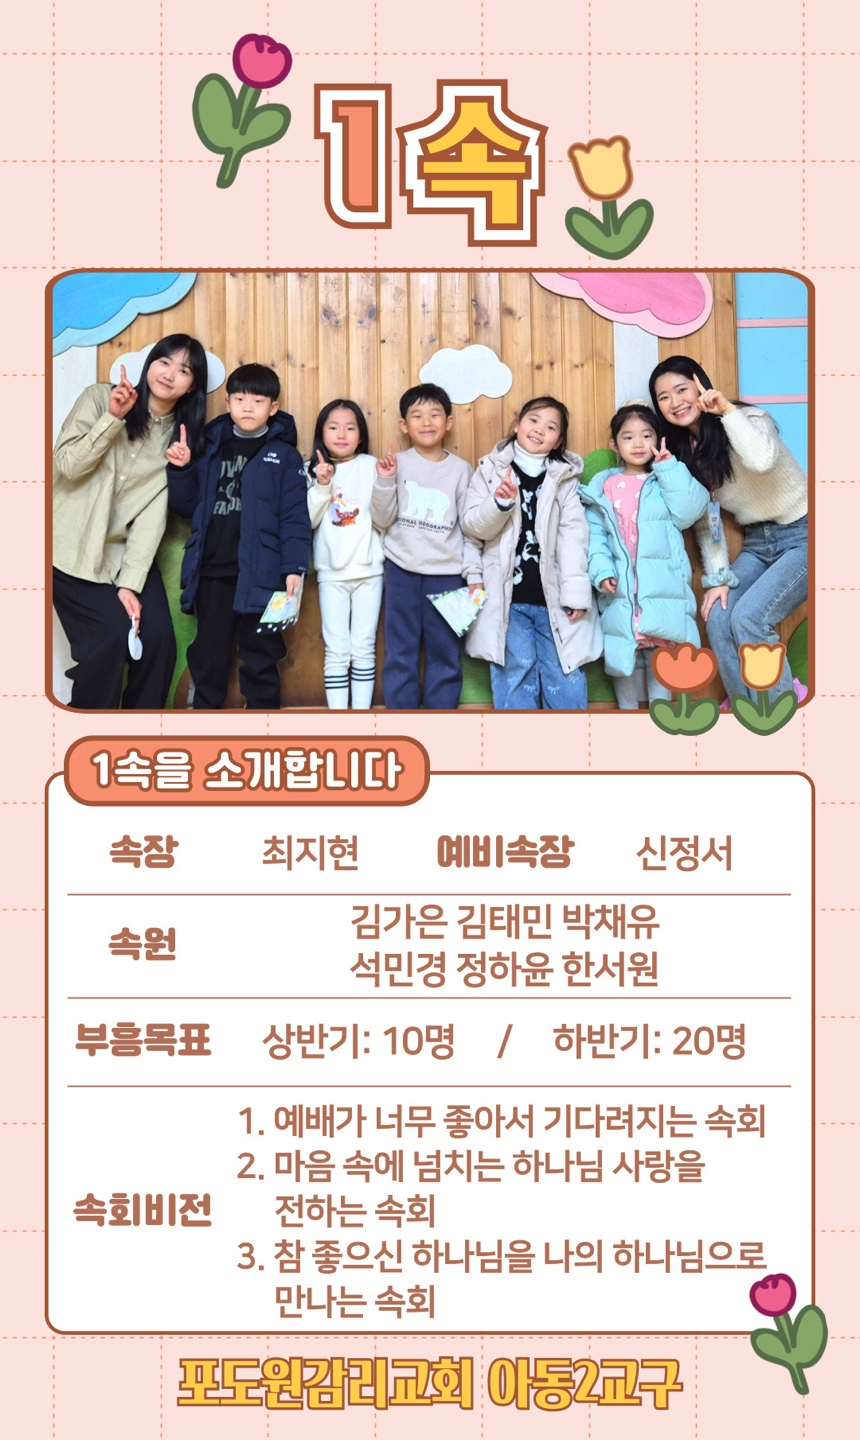 1속
NATIONAL GEOGRAPHIC
1속을 소개합니다
속장 최지현 예비속장 신정서
속원 김가은 김태민 박채유
석민경 정하윤 한서원
부흥목표 상반기: 10명 / 하반기: 20명
속회비전
1. 예배가 너무 좋아서 기다려지는 속회
2. 마음 속에 넘치는 하나님 사랑을
전하는 속회
3. 참 좋으신 하나님을 나의 하나님으로
만나는 속회
포도원감리교회 아동2교구